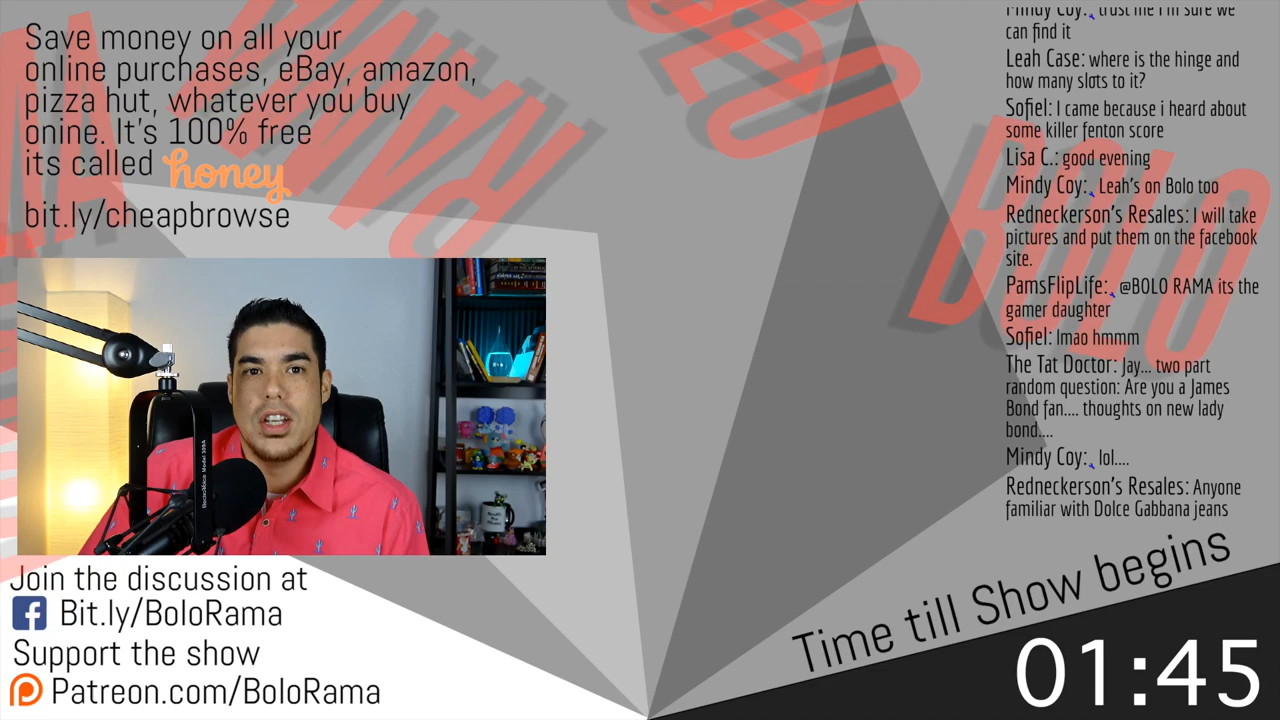 Save money on all your
online purchases, eBay, amazon,
pizza hut, whatever you buy
onine. It's 100% free
its called honey
bit.ly/cheapbrowse
Join the discussion at
Bit.ly/BoloRama
Support the show
Patreon.com/BoloRama
Mindy Coy: trust me I'm sure we
can find it
Leah Case: where is the hinge and
how many slots to it?
Sofiel: I came because i heard about
some killer fenton score
Lisa C.: good evening
Mindy Coy: Leah's on Bolo too
Redneckerson's Resales: I will take
pictures and put them on the facebook
site.
PamsFlipLife: @BOLO RAMA its the
gamer daughter
Sofiel: lmao hmmm
The Tat Doctor: Jay... two part
random question: Are you a James
Bond fan.... thoughts on new lady
bond....
Mindy Coy: lol....
Redneckerson's Resales: Anyone
familiar with Dolce Gabbana jeans
Time till Show begins
01:45
BOLO
RAMA
BOLO